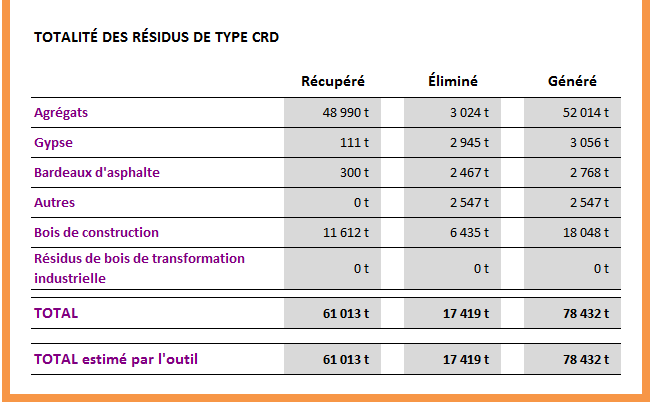 TOTALITÉ DES RÉSIDUS DE TYPE CRD
Récupéré Éliminé Généré
Agrégats 48 990 t 3 024 t 52 014 t
Gypse 111 t 2 945 t 3 056 t
Bardeaux d'asphalte 300 t 2 467 t 2 768 t
Autres 0 t 2 547 t 2 547 t
Bois de construction 11 612 t 6 435 t 18 048 t
Résidus de bois de transformation
industrielle 0 t 0 t 0 t
TOTAL 61 013 t 17 419 t 78 432 t
TOTAL estimé par l'outil 61 013 t 17 419 t 78 432 t